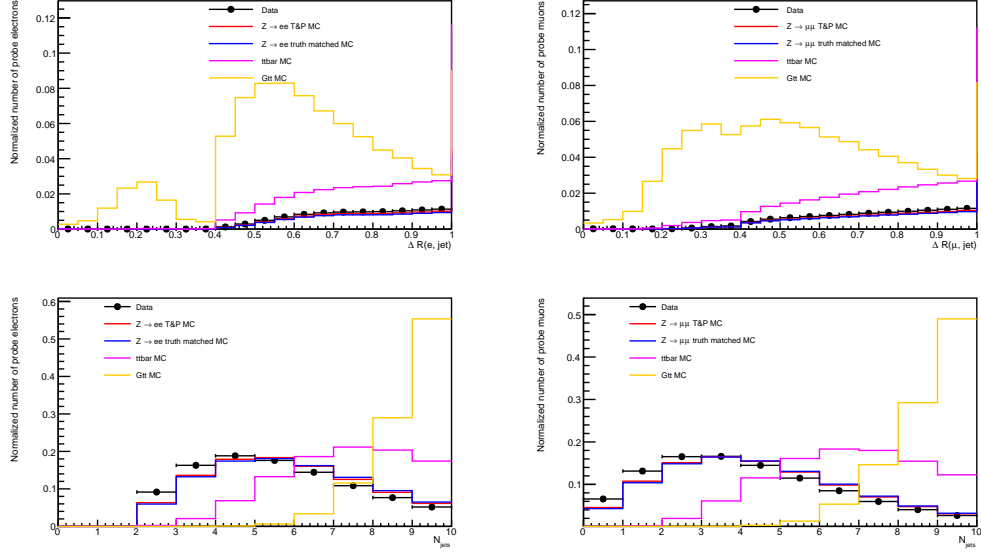 Normalized number of probe electrons
0.12
0.1
0.08
0.06
0.04
0.02
0
Data
Z → ee T&P MC
Z → ee truth matched MC
ttbar MC
Gtt MC
0 0.1 0.2 0.3 0.4 0.5 0.6 0.7 0.8 0.9 1
Δ R(e, jet)
Normalized number of probe muons
0.12
0.1
0.08
0.06
0.04
0.02
0
Data
Z → μμ T&P MC
Z → μμ truth matched MC
ttbar MC
Gtt MC
0 0.1 0.2 0.3 0.4 0.5 0.6 0.7 0.8 0.9 1
Δ R(μ, jet)
Normalized number of probe electrons
0.6
0.5
0.4
0.3
0.2
0.1
0
Data
Z → ee T&P MC
Z → ee truth matched MC
ttbar MC
Gtt MC
0 1 2 3 4 5 6 7 8 9 10
N jets
Normalized number of probe muons
0.5
0.4
0.3
0.2
0.1
0
Data
Z → μμ T&P MC
Z → μμ truth matched MC
ttbar MC
Gtt MC
0 1 2 3 4 5 6 7 8 9 10
N jets